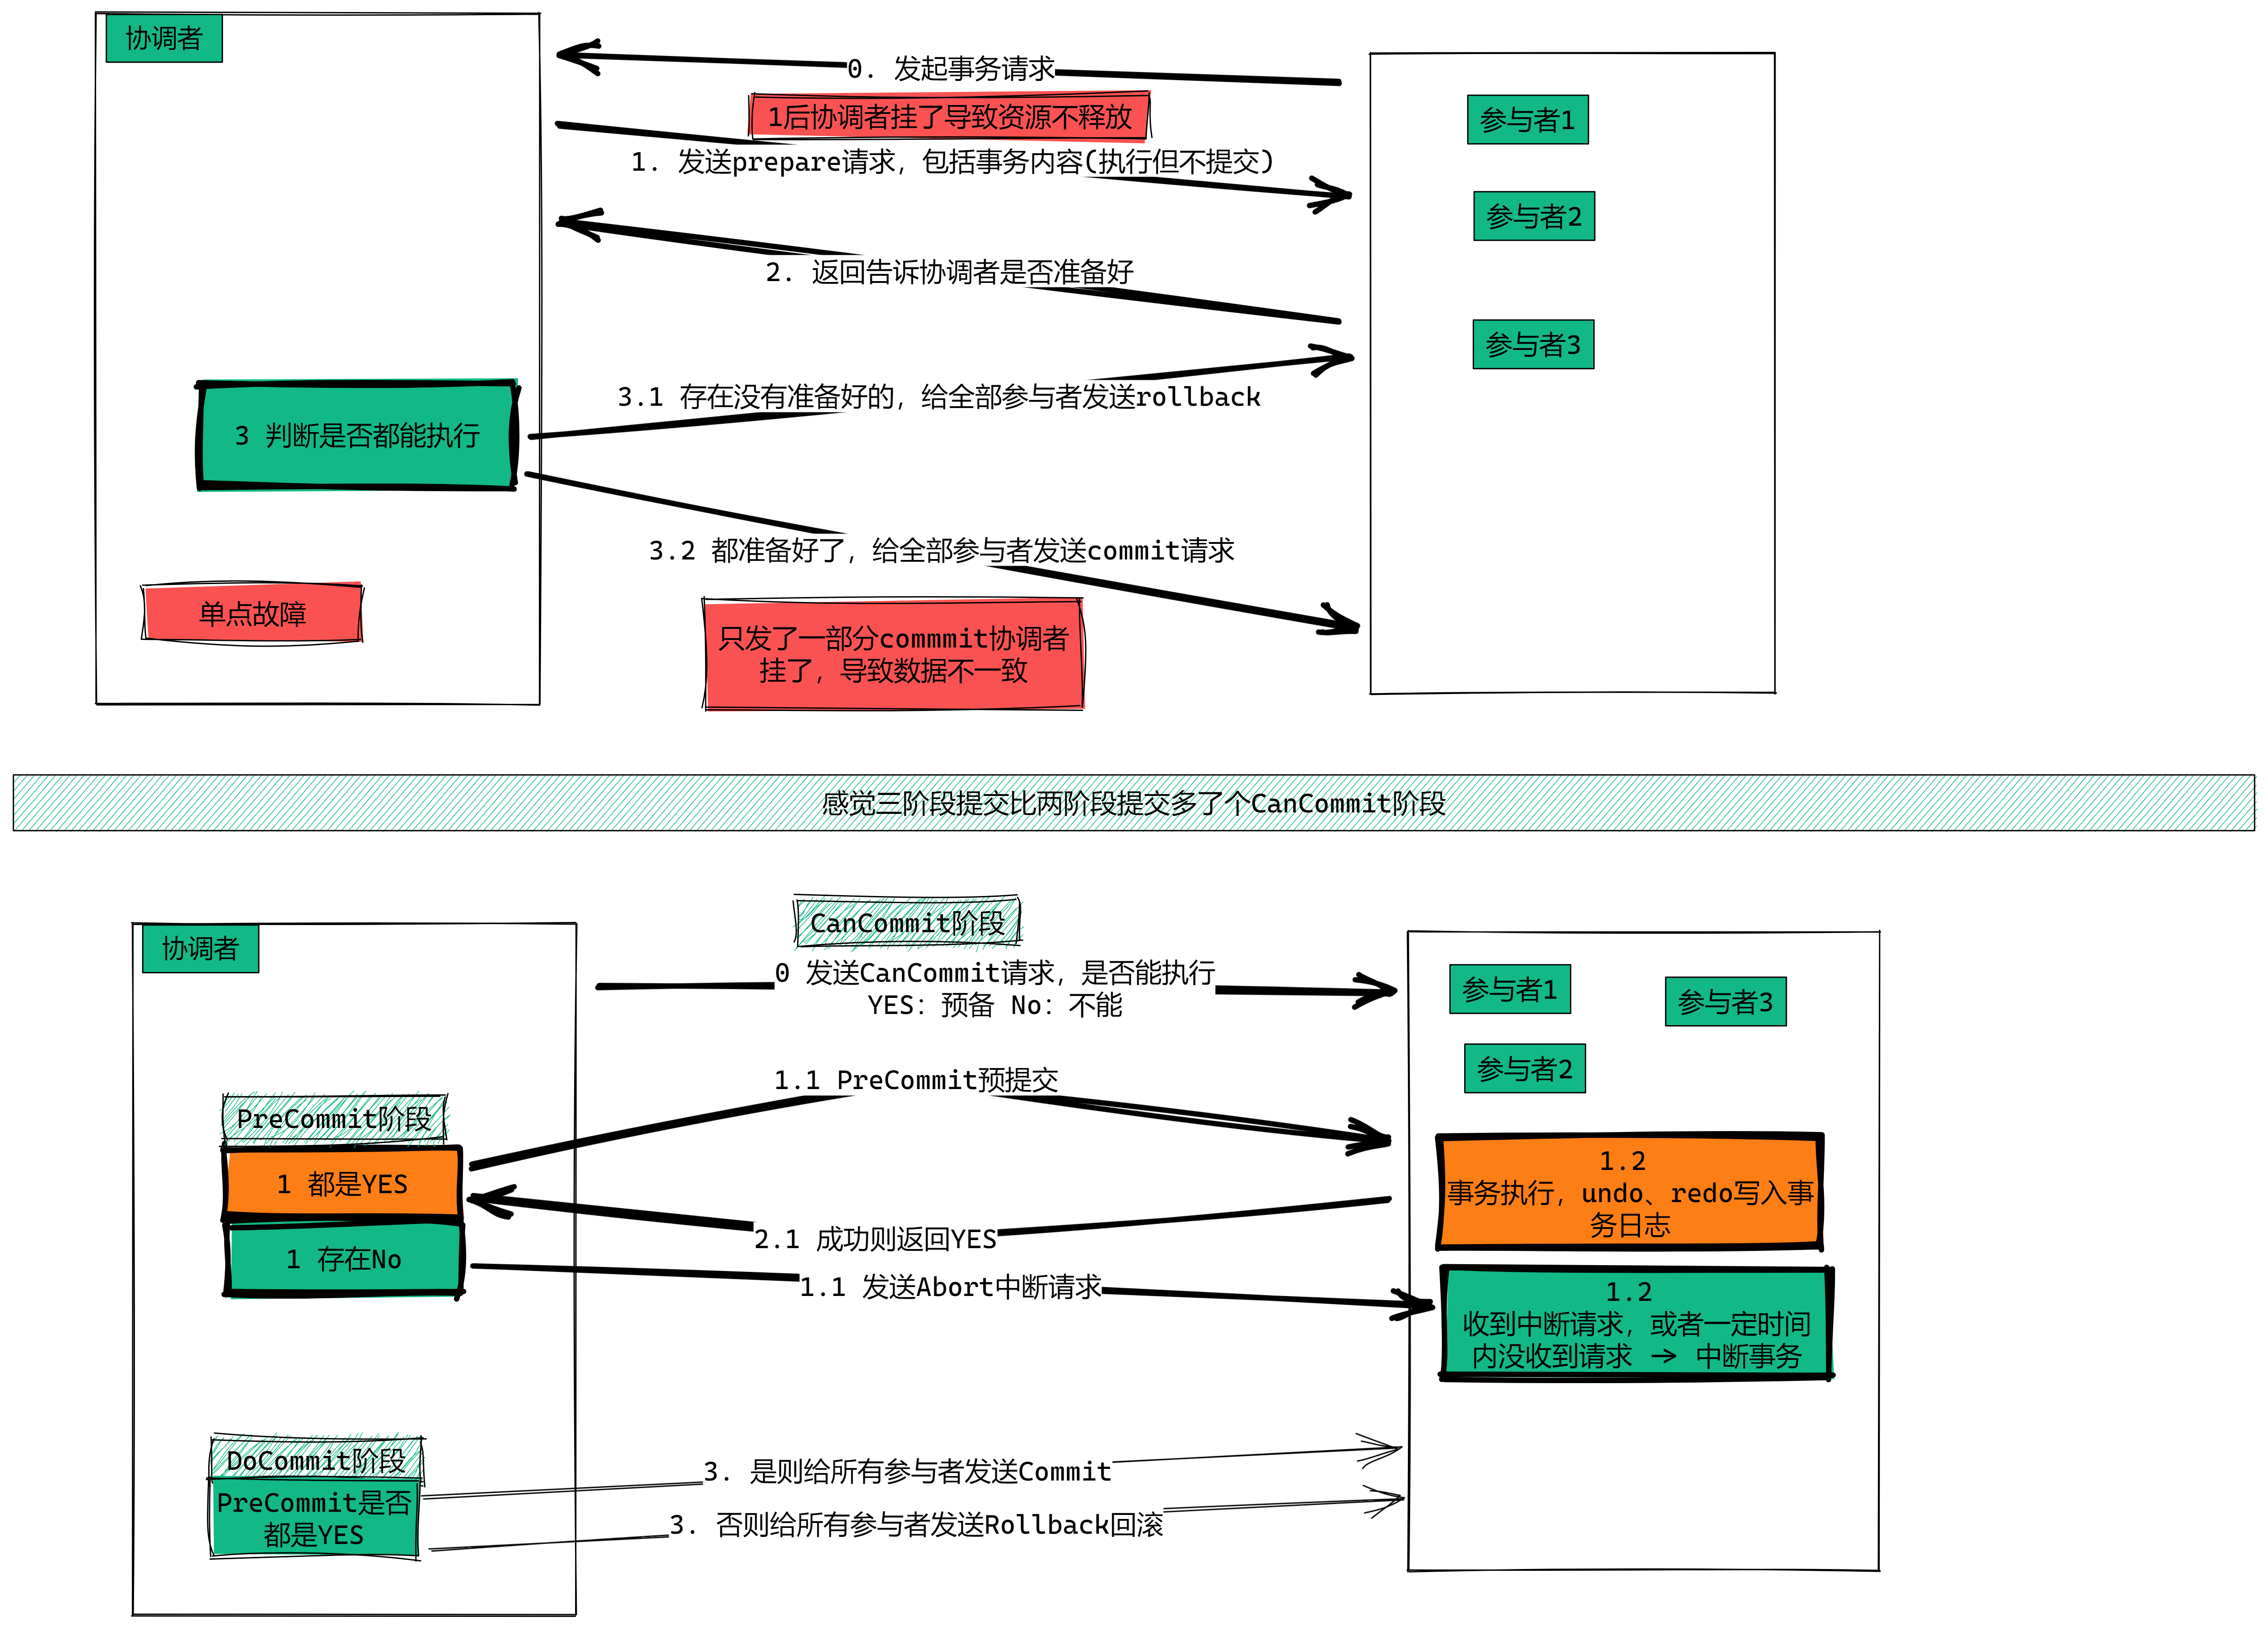 协调者
0. 发起事务请求
1后协调者挂了导致资源不释放
参与者1
1. 发送prepare请求，包括事务内容(执行但不提交)
参与者2
2. 返回告诉协调者是否准备好
参与者3
3.1 存在没有准备好的，给全部参与者发送rollback
3 判断是否都能执行
3.2 都准备好了，给全部参与者发送commit请求
单点故障
只发了一部分commmit协调者
挂了，导致数据不一致
感觉三阶段提交比两阶段提交多了个CanCommit阶段
CanCommit阶段
协调者
0 发送CanCommit请求，是否能执行
YES：预备 No：不能
参与者1
参与者3
参与者2
1.1 PreCommit预提交
PreCommit阶段
1 都是YES
1.2
事务执行，undo、redo写入事
务日志
2.1 成功则返回YES
1 存在No
1.1 发送Abort中断请求
1.2
收到中断请求，或者一定时间
内没收到请求 -> 中断事务
DoCommit阶段
3. 是则给所有参与者发送Commit
PreCommit是否
都是YES
3. 否则给所有参与者发送Rollback回滚